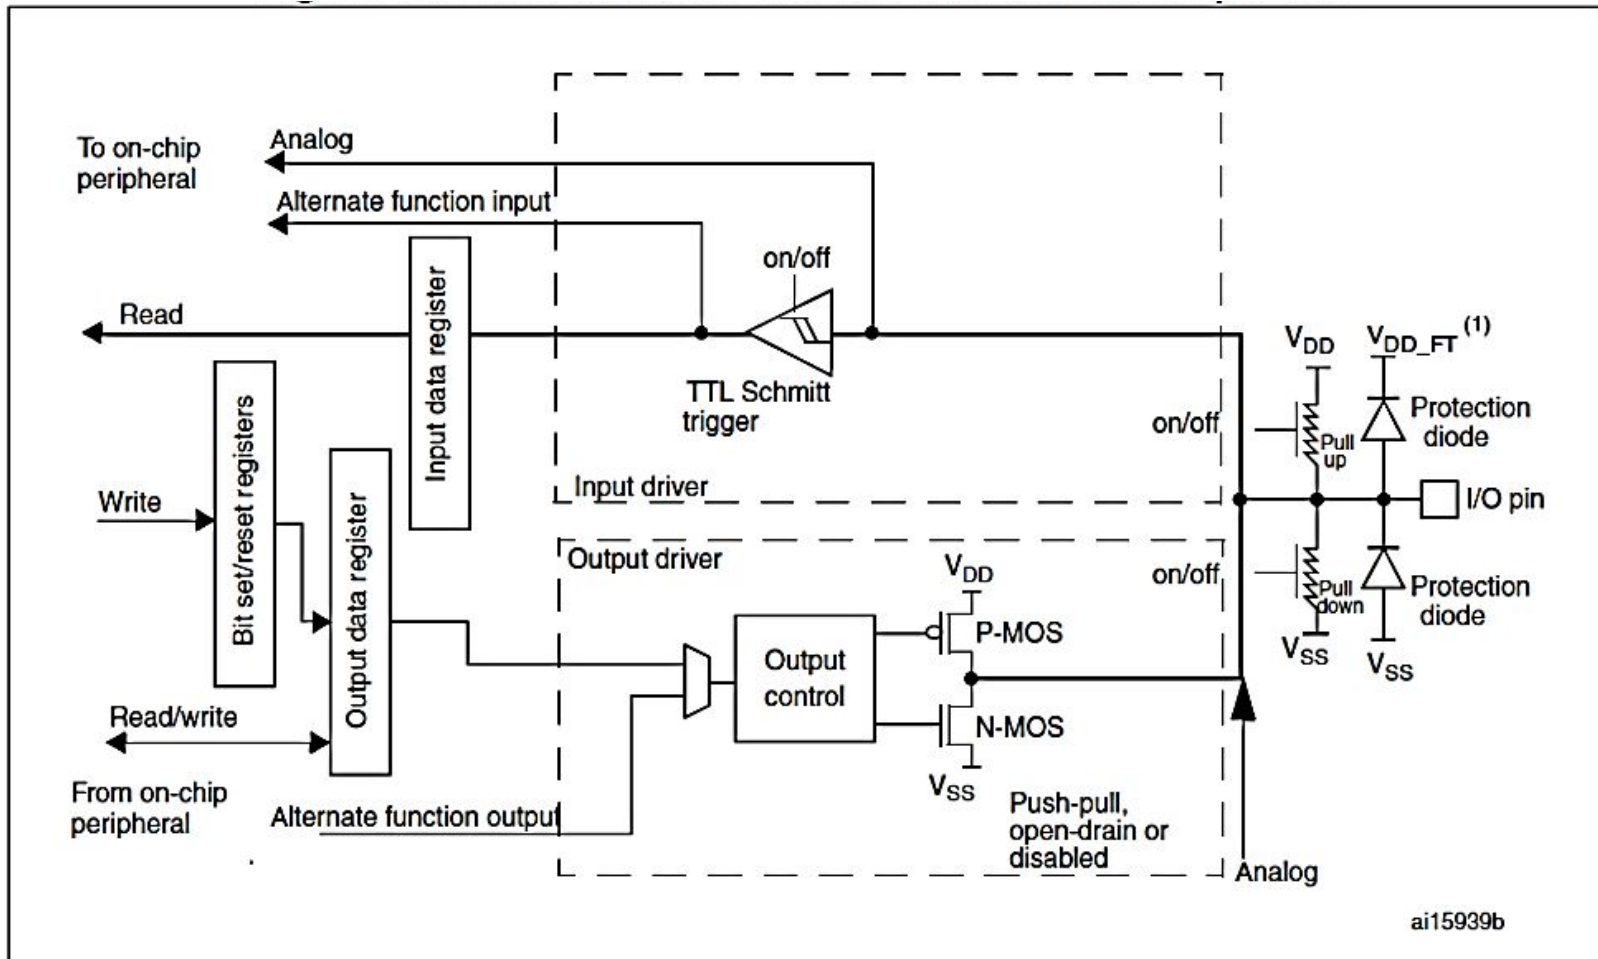 To on-chip
peripheral
Analog
Alternate function input
on/off
Read
Input data register
TTL Schmitt
trigger
Input driver
Bit set/reset registers
Write
Output data register
Read/write
From on-chip
peripheral
Alternate function output
Output driver
Output
control
VDD
P-MOS
N-MOS
VSS
Push-pull,
open-drain or
disabled
Analog
VDD
VDD_FT (1)
on/off
Pull
up
Protection
diode
I/O pin
on/off
Pull
down
Protection
diode
VSS
VSS
ai15939b